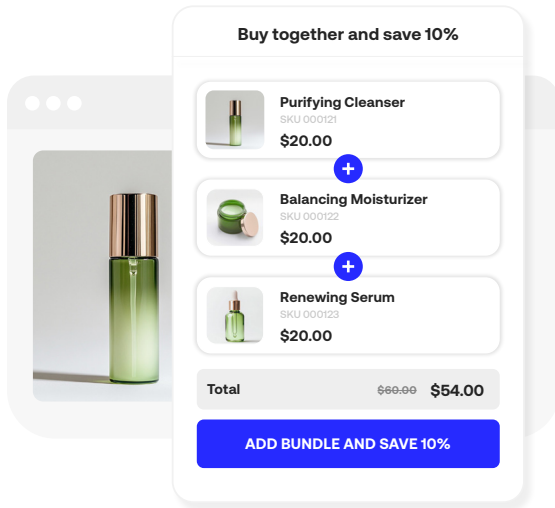 Buy together and save 10%
Purifying Cleanser
SKU 000121
$20.00
+
Balancing Moisturizer
SKU 000122
$20.00
+
Renewing Serum
SKU 000123
$20.00
Total $60.00 $54.00
ADD BUNDLE AND SAVE 10%